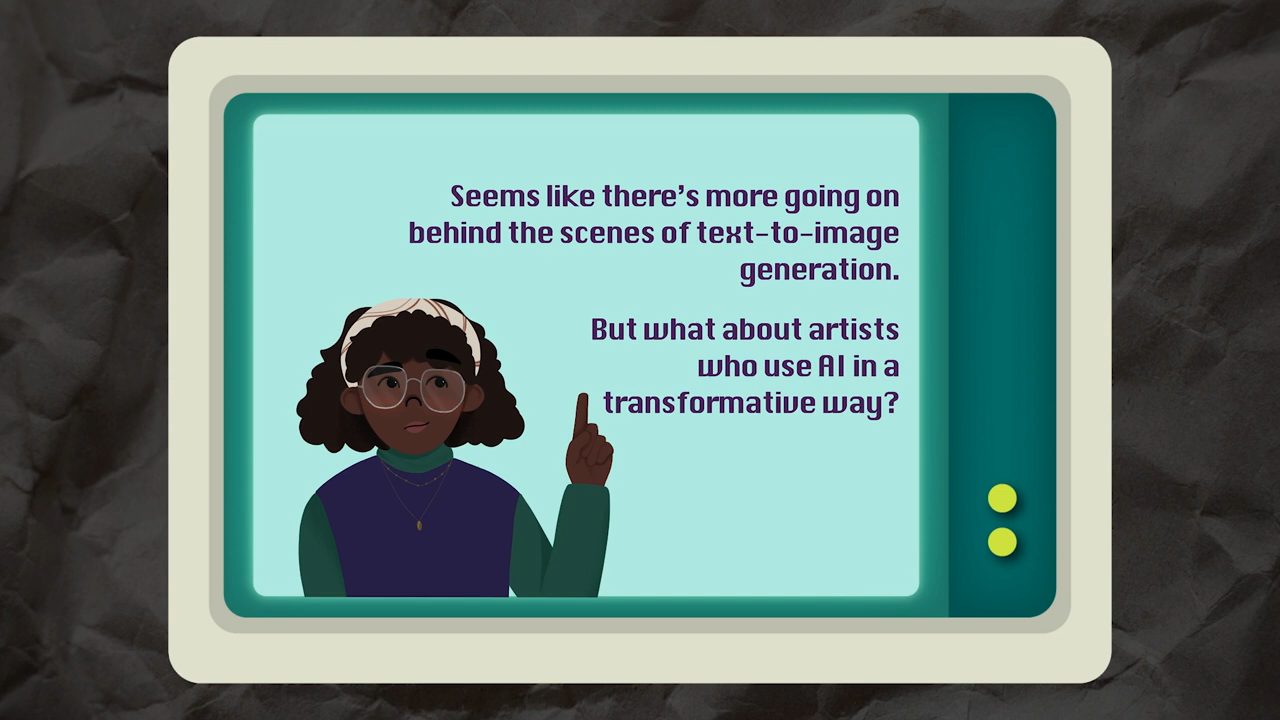 Seems like there's more going on
behind the scenes of text-to-image
generation.
But what about artists
who use AI in a
transformative way?